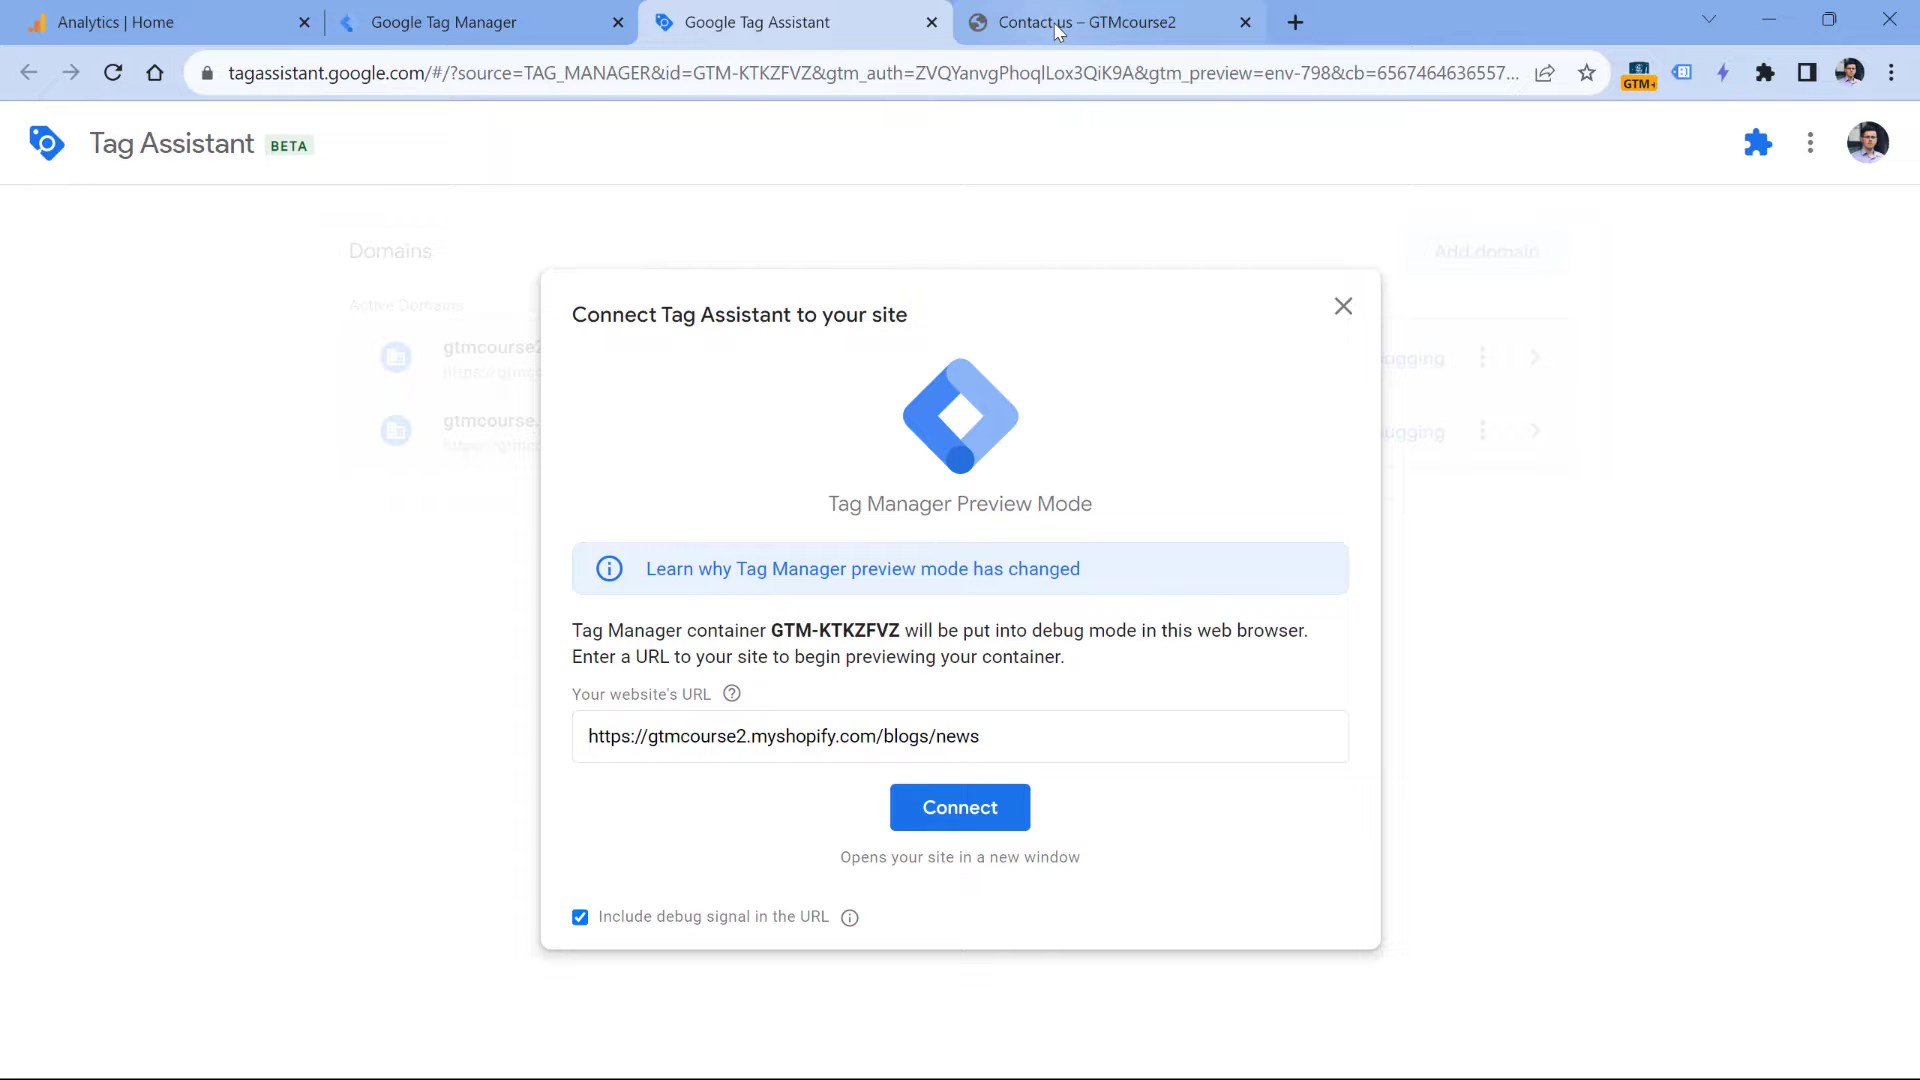 Analytics | Home
Google Tag Manager
Google Tag Assistant
Contact us – GTMcourse2
tagassistant.google.com/#/?source=TAG_MANAGER&id=GTM-KTKZFVZ&gtm_auth=ZVQYanvgPhoqlLox3QiK9A&gtm_preview=env-798&cb=6567464636557...
GTM
Tag Assistant BETA
Domains
Add domain
Active Domains
gtmcourse2
gtmcourse.
Connect Tag Assistant to your site
Tag Manager Preview Mode
Learn why Tag Manager preview mode has changed
Tag Manager container GTM-KTKZFVZ will be put into debug mode in this web browser.
Enter a URL to your site to begin previewing your container.
Your website's URL
https://gtmcourse2.myshopify.com/blogs/news
Connect
Opens your site in a new window
Include debug signal in the URL